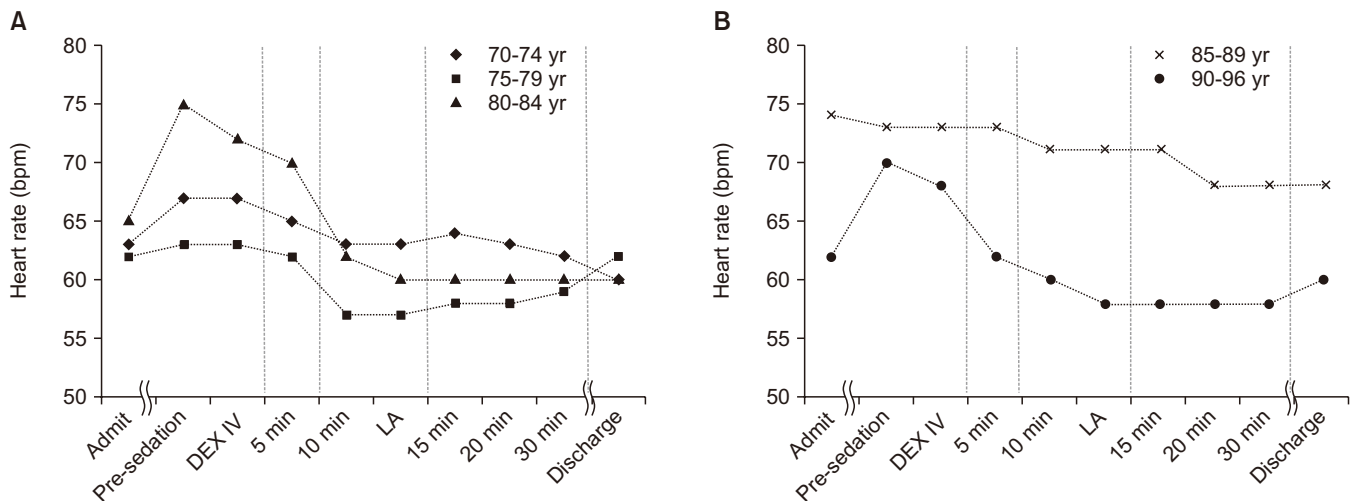 A
80
75
70
65
60
55
50
Heart rate (bpm)
70-74 yr
75-79 yr
80-84 yr
Admit
Pre-sedation
DEX IV
5 min
10 min
LA
15 min
20 min
30 min
Discharge
B
80
75
70
65
60
55
50
Heart rate (bpm)
85-89 yr
90-96 yr
Admit
Pre-sedation
DEX IV
5 min
10 min
LA
15 min
20 min
30 min
Discharge